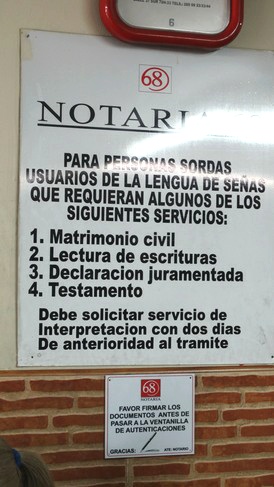 6
68
NOTARIA
PARA PERSONAS SORDAS
USUARIOS DE LA LENGUA DE SEÑAS
QUE REQUIERAN ALGUNOS DE LOS
SIGUIENTES SERVICIOS:
1. Matrimonio civil
2. Lectura de escrituras
3. Declaracion juramentada
4. Testamento
Debe solicitar servicio de
Interpretacion con dos dias
De anterioridad al tramite
68
NOTARIA
FAVOR FIRMAR LOS
DOCUMENTOS ANTES DE
PASAR A LA VENTANILLA
DE AUTENTICACIONES
GRACIAS: